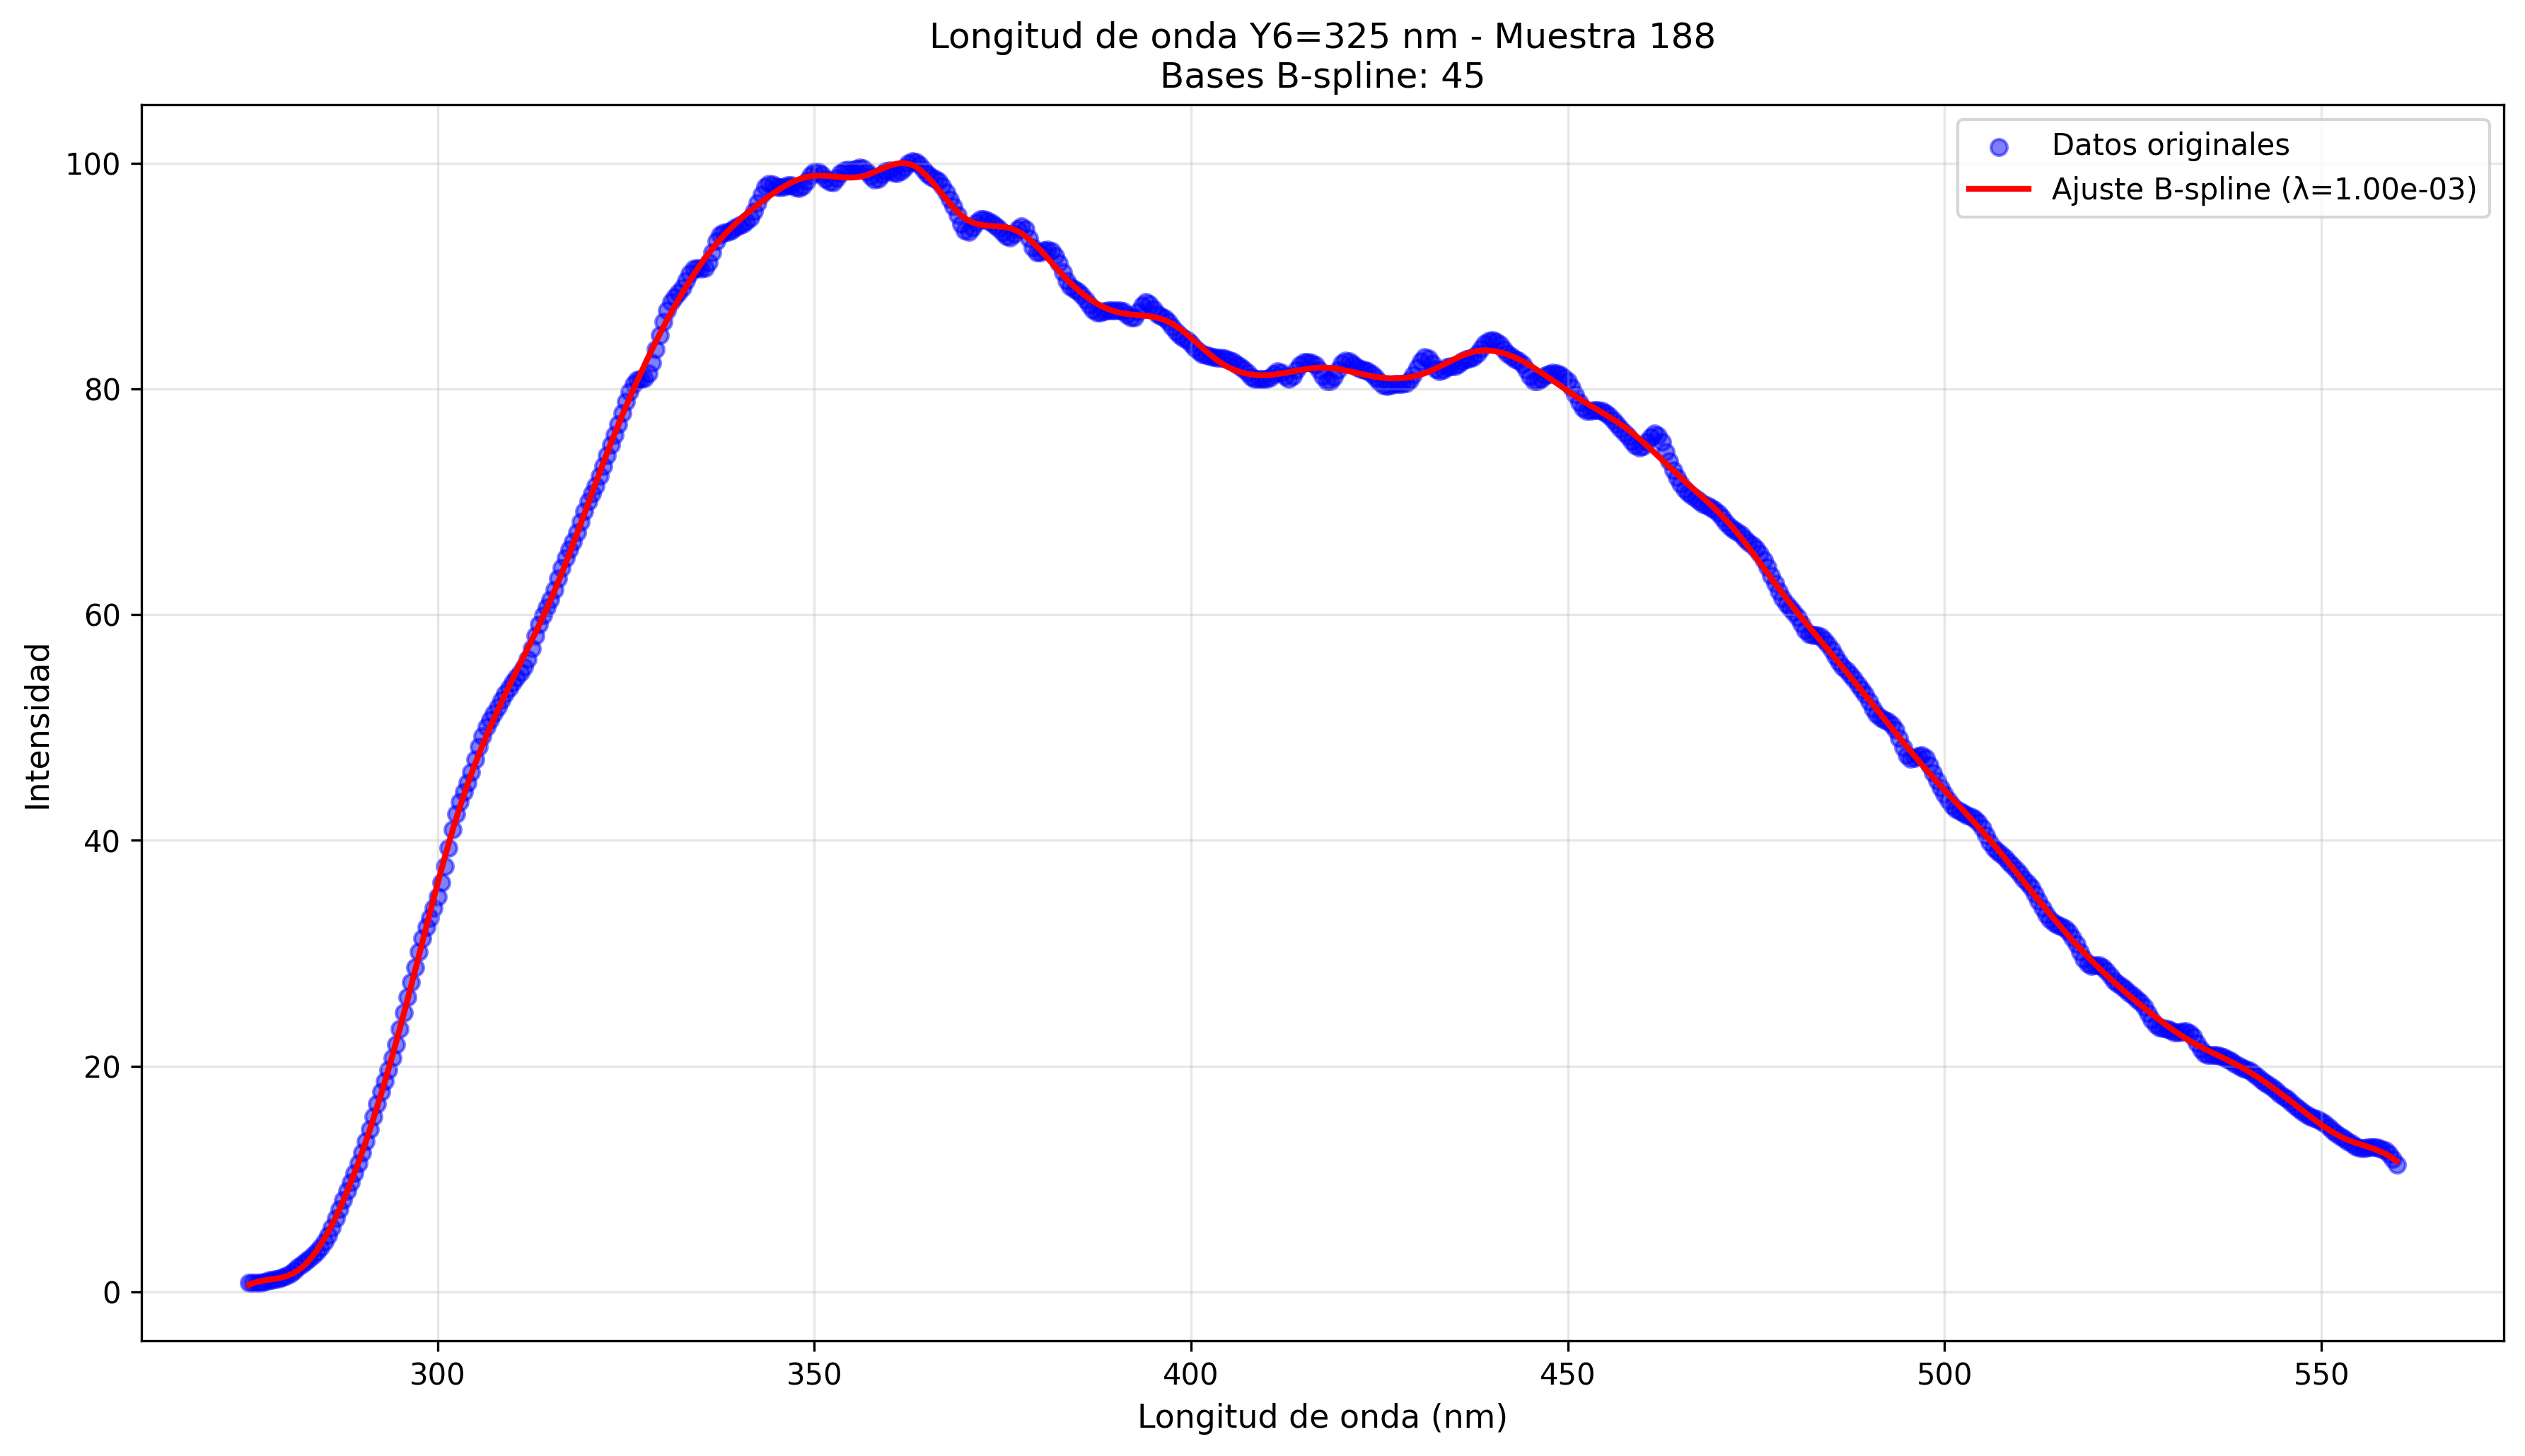 Longitud de onda Y6=325 nm - Muestra 188
Bases B-spline: 45
Datos originales
Ajuste B-spline (λ=1.00e-03)
Intensidad
100
80
60
40
20
0
300
350
400
450
500
550
Longitud de onda (nm)